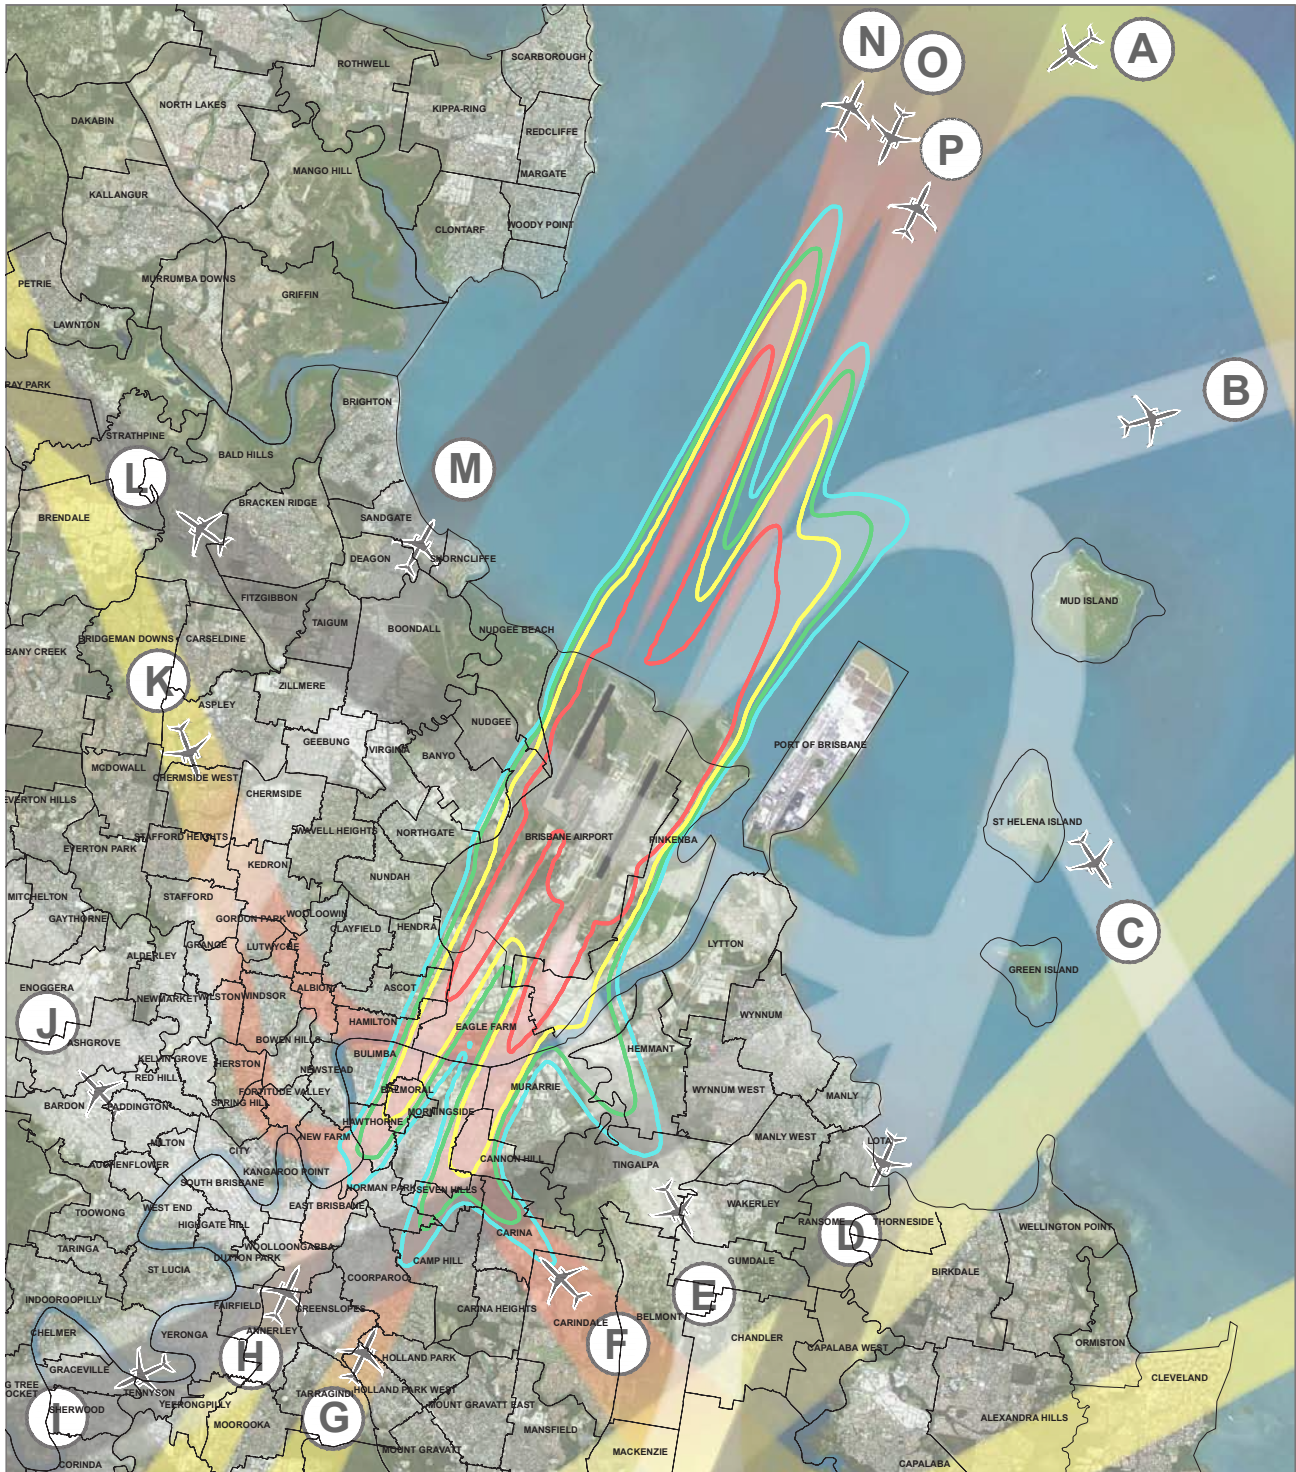 N
O
A
SCARBOROUGH
ROTHWELL
NORTH LAKES
KIPPA-RING
DAKABIN
REDCLIFFE
P
MANGO HILL
MARGATE
KALLANGUR
CLONTARF
WOODY POINT
MURRUMBA DOWNS
PETRIE
GRIFFIN
LAWNTON
RAY PARK
B
BRIGHTON
STRATHPINE
BALD HILLS
M
L
BRACKEN RIDGE
BRENDALE
SANDGATE
DEAGON
SHORNCLIFFE
FITZGIBBON
MUD ISLAND
TAIGUM
BOONDALL
NUDGEE BEACH
BRIDGEMAN DOWNS
CARSELDINE
BANY CREEK
K
ZILLMERE
ASPLEY
NUDGEE
GEEBUNG
VIRGINIA
BANYO
PORT OF BRISBANE
MCDOWALL
CHERMSIDE WEST
CHERMSIDE
EVERTON HILLS
ST HELENA ISLAND
STAFFORD HEIGHTS
WAVELL HEIGHTS
NORTHGATE
BRISBANE AIRPORT
PINKENBA
EVERTON PARK
KEDRON
NUNDAH
MITCHELTON
STAFFORD
GAYTHORNE
GORDON PARK
WOOLOOWIN
CLAYFIELD
HENDRA
C
GRANGE
LUTWYCHE
LYTTON
ALDERLEY
GREEN ISLAND
ENOGGERA
ALBION
ASCOT
NEWMARKET
WILSTON
WINDSOR
WYNNUM
J
HAMILTON
EAGLE FARM
ASHGROVE
BOWEN HILLS
HEMMANT
BULIMBA
KELVIN GROVE
HERSTON
NEWSTEAD
RED HILL
MURARRIE
BALMORAL
FORTITUDE VALLEY
WYNNUM WEST
MANLY
BARDON
PADDINGTON
SPRING HILL
MORNINGSIDE
HAWTHORNE
NEW FARM
MANLY WEST
LOTA
MILTON
CITY
CANNON HILL
AUCHENFLOWER
TINGALPA
KANGAROO POINT
SOUTH BRISBANE
NORMAN PARK
SEVEN HILLS
WAKERLEY
TOOWONG
WEST END
EAST BRISBANE
RANSOME
D
THORNESIDE
HIGHGATE HILL
WELLINGTON POINT
CARINA
TARINGA
WOOLLOONGABBA
DUTTON PARK
CAMP HILL
GUMDALE
ST LUCIA
BIRKDALE
COORPAROO
E
INDOOROOPILLY
FAIRFIELD
GREENSLOPES
CARINA HEIGHTS
BELMONT
CARINDALE
CHELMER
YERONGA
ANNERLEY
CHANDLER
F
ORMISTON
CAPALABA WEST
H
HOLLAND PARK
GRACEVILLE
CLEVELAND
G TREE
OCKET
TENNYSON
TARRAGINDI
HOLLAND PARK WEST
YEERONGPILLY
MOUNT GRAVATT EAST
SHERWOOD
I
G
MOOROOKA
ALEXANDRA HILLS
MANSFIELD
MOUNT GRAVATT
MACKENZIE
CORINDA
CAPALABA